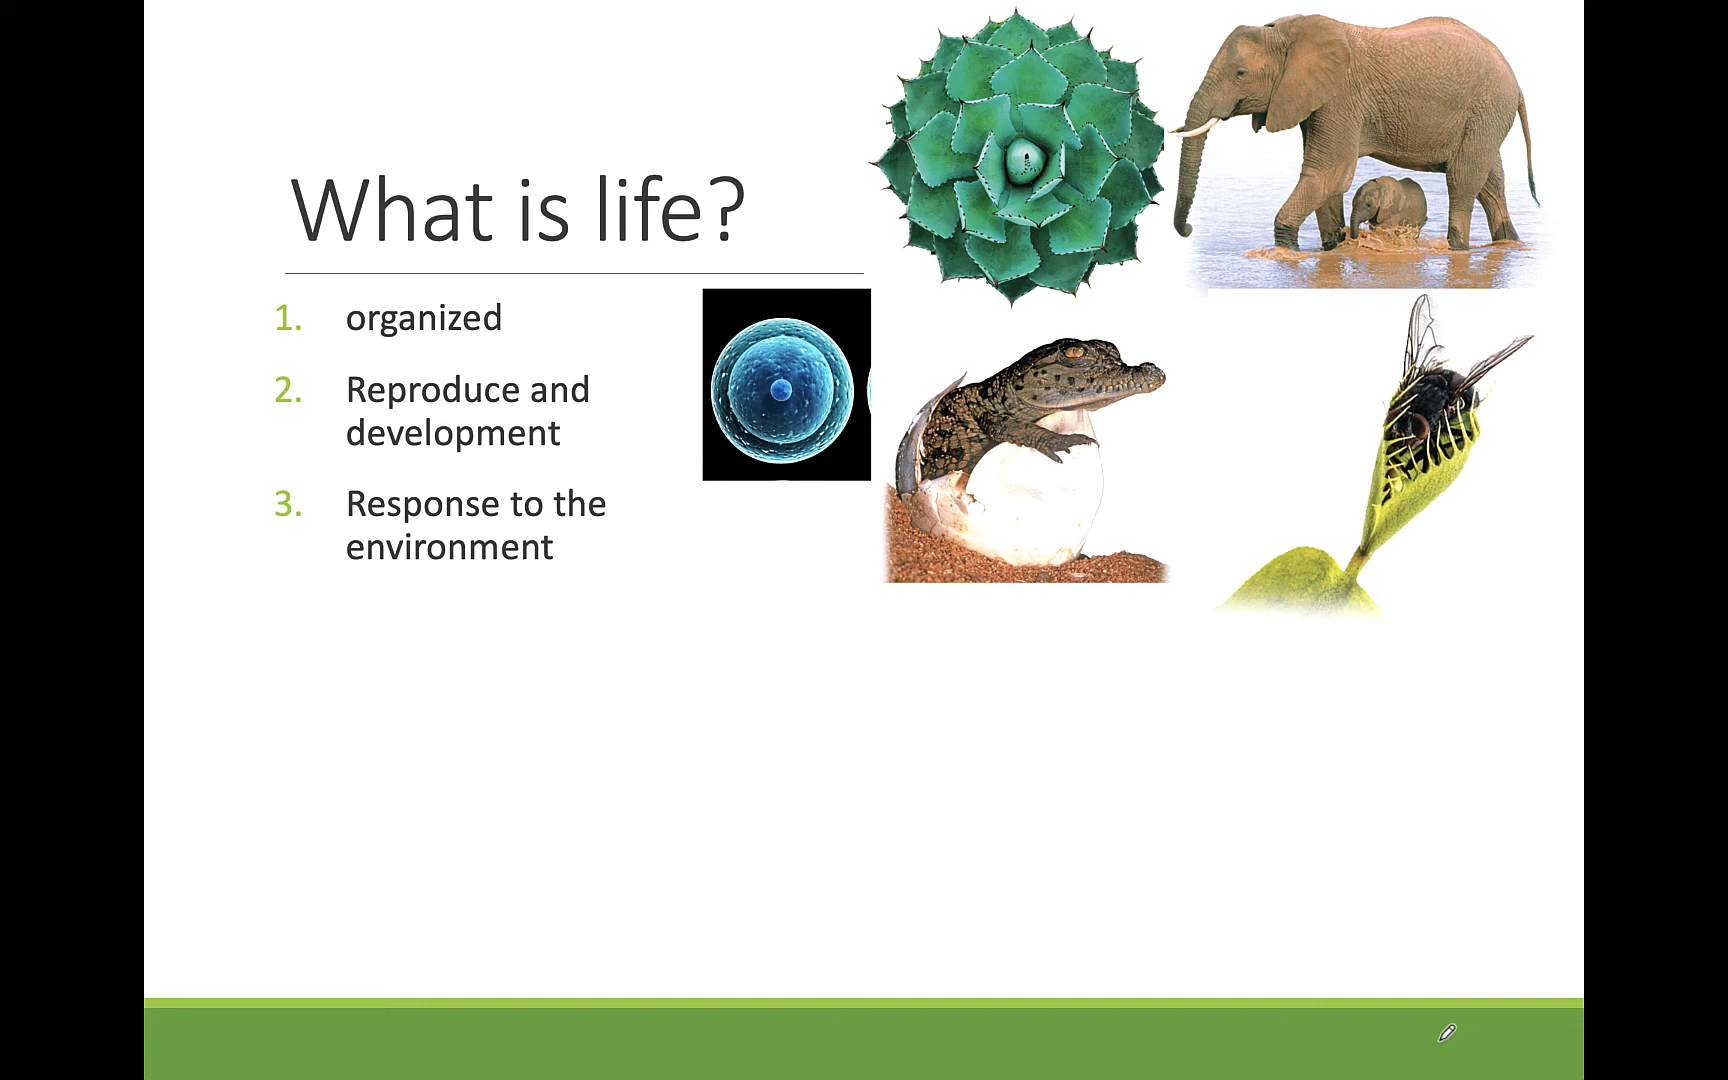 What is life?
1. organized
2. Reproduce and
development
3. Response to the
environment